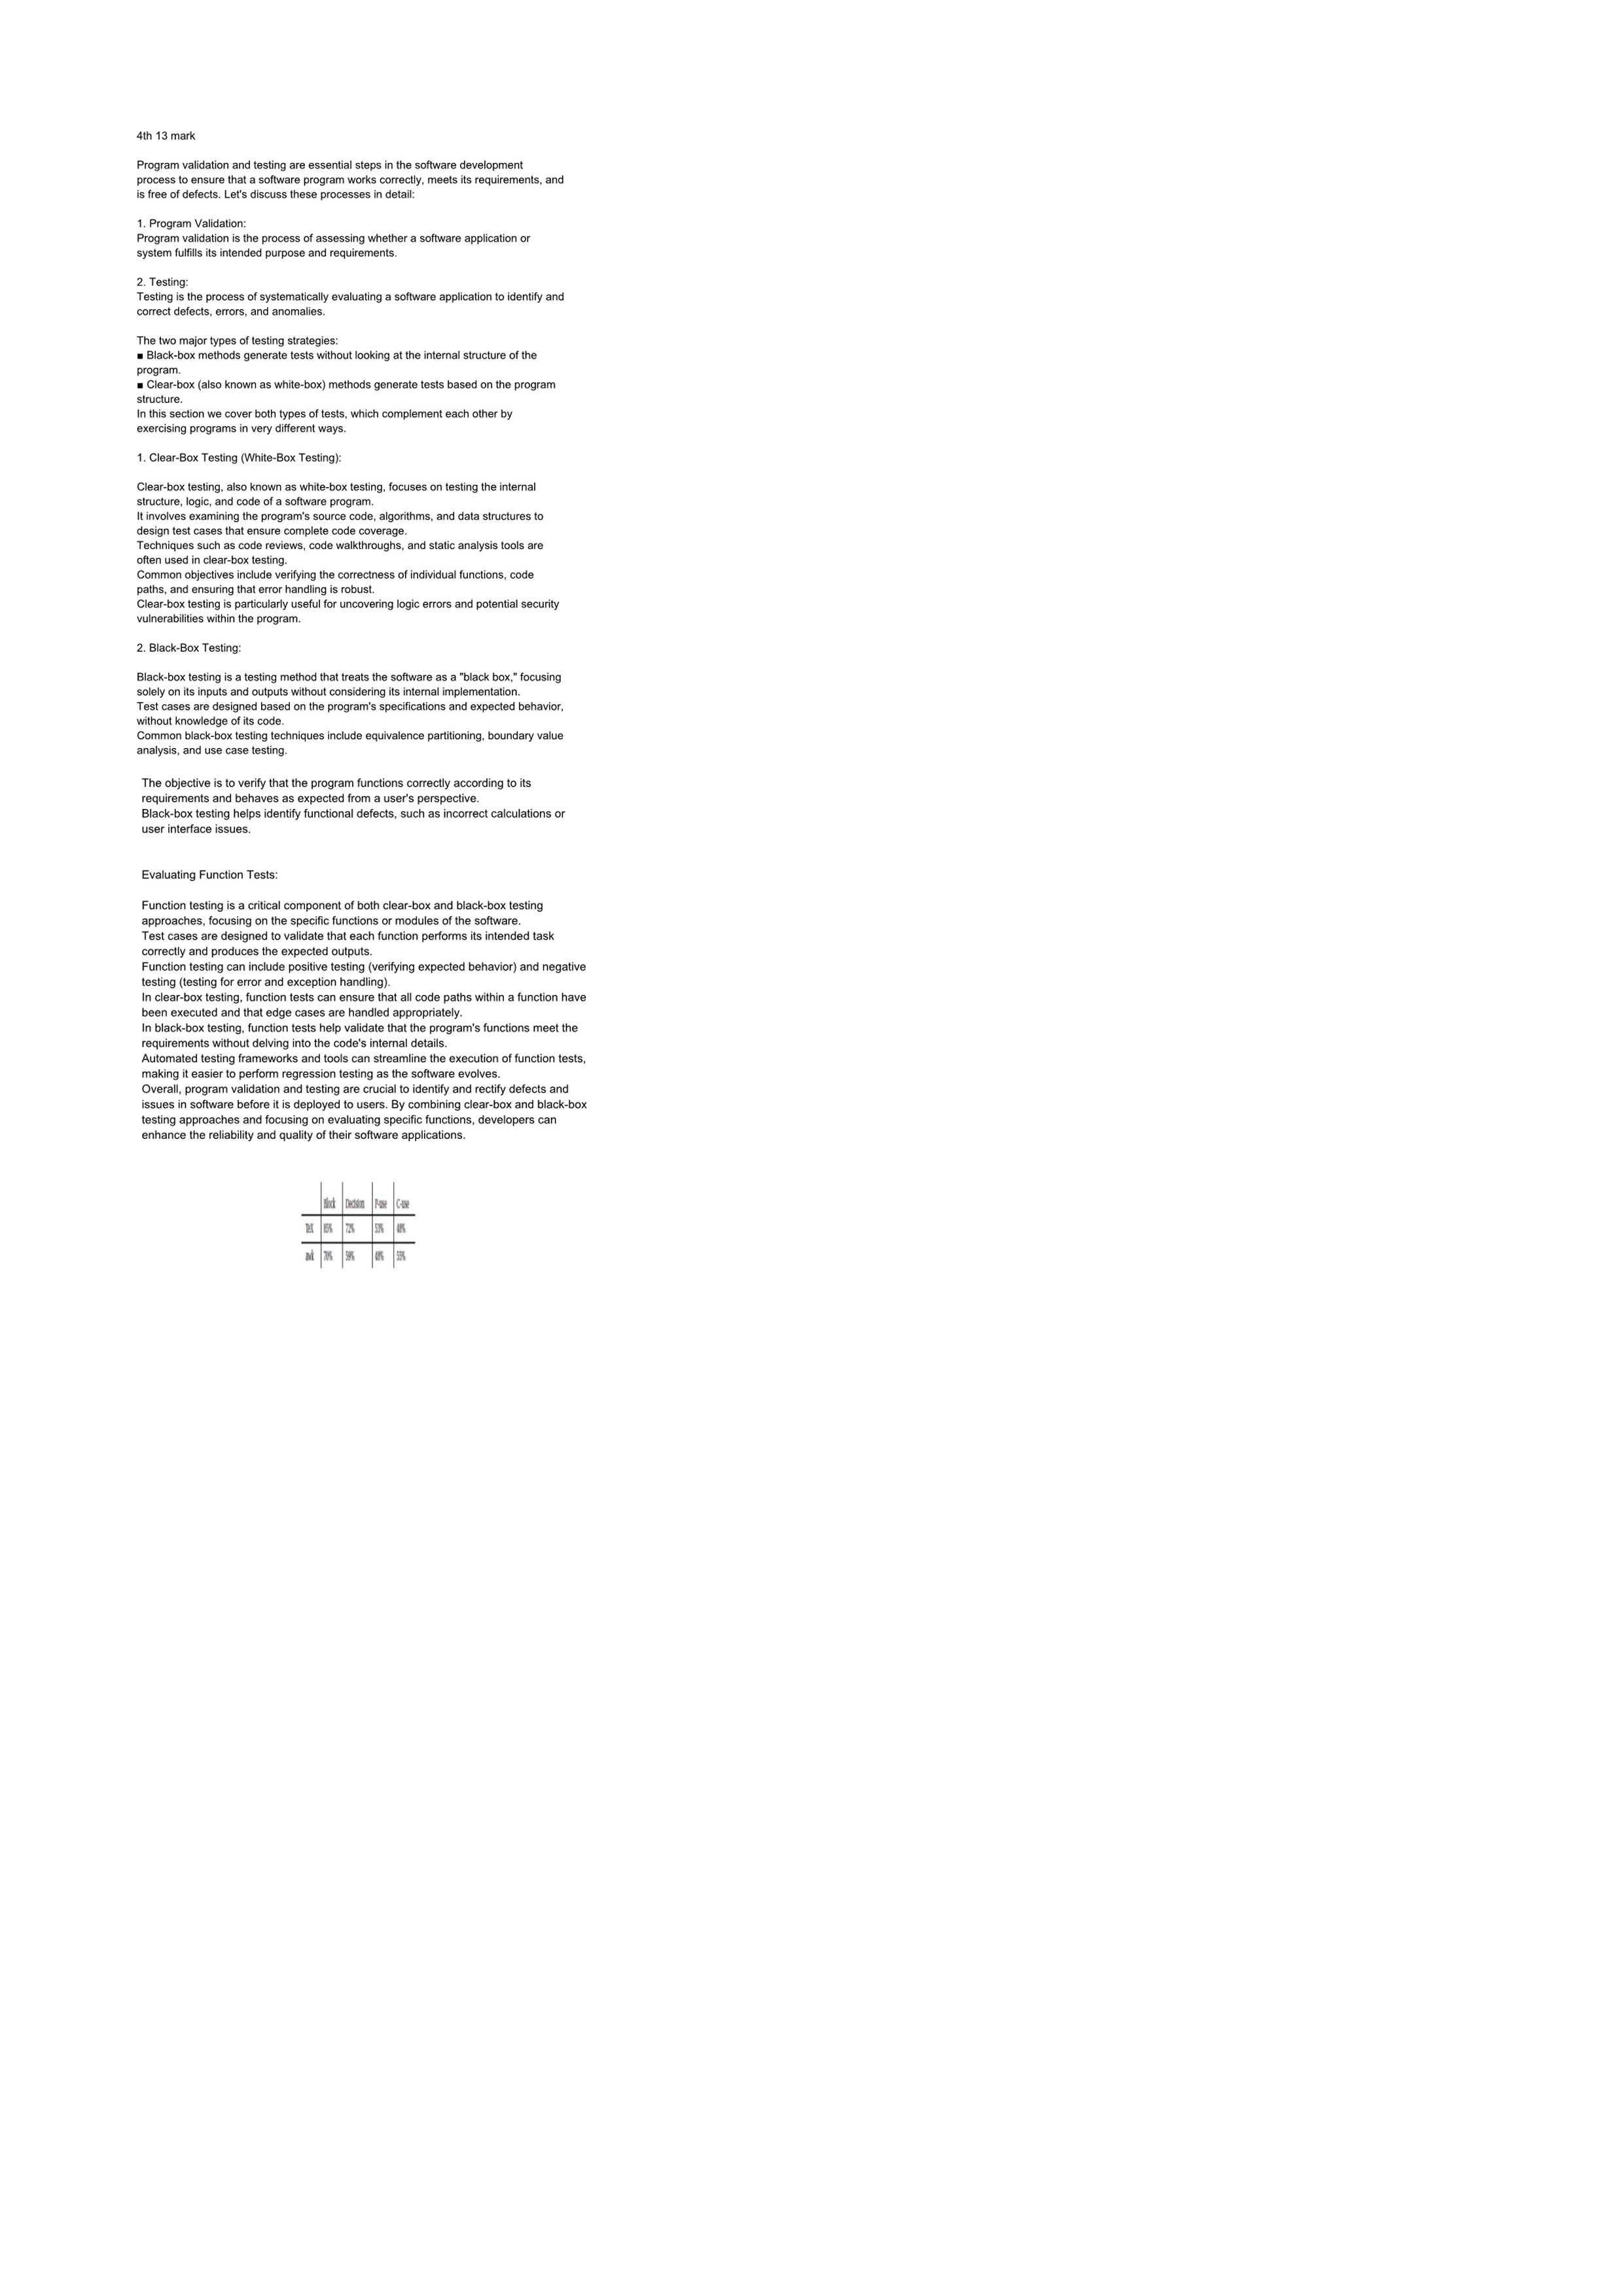 4th 13 mark
Program validation and testing are essential steps in the software development
process to ensure that a software program works correctly, meets its requirements, and
is free of defects. Let's discuss these processes in detail:
1. Program Validation:
Program validation is the process of assessing whether a software application or
system fulfills its intended purpose and requirements.
2. Testing:
Testing is the process of systematically evaluating a software application to identify and
correct defects, errors, and anomalies.
The two major types of testing strategies:
■ Black-box methods generate tests without looking at the internal structure of the
program.
■ Clear-box (also known as white-box) methods generate tests based on the program
structure.
In this section we cover both types of tests, which complement each other by
exercising programs in very different ways.
1. Clear-Box Testing (White-Box Testing):
Clear-box testing, also known as white-box testing, focuses on testing the internal
structure, logic, and code of a software program.
It involves examining the program's source code, algorithms, and data structures to
design test cases that ensure complete code coverage.
Techniques such as code reviews, code walkthroughs, and static analysis tools are
often used in clear-box testing.
Common objectives include verifying the correctness of individual functions, code
paths, and ensuring that error handling is robust.
Clear-box testing is particularly useful for uncovering logic errors and potential security
vulnerabilities within the program.
2. Black-Box Testing:
Black-box testing is a testing method that treats the software as a "black box," focusing
solely on its inputs and outputs without considering its internal implementation.
Test cases are designed based on the program's specifications and expected behavior,
without knowledge of its code.
Common black-box testing techniques include equivalence partitioning, boundary value
analysis, and use case testing.
The objective is to verify that the program functions correctly according to its
requirements and behaves as expected from a user's perspective.
Black-box testing helps identify functional defects, such as incorrect calculations or
user interface issues.
Evaluating Function Tests:
Function testing is a critical component of both clear-box and black-box testing
approaches, focusing on the specific functions or modules of the software.
Test cases are designed to validate that each function performs its intended task
correctly and produces the expected outputs.
Function testing can include positive testing (verifying expected behavior) and negative
testing (testing for error and exception handling).
In clear-box testing, function tests can ensure that all code paths within a function have
been executed and that edge cases are handled appropriately.
In black-box testing, function tests help validate that the program's functions meet the
requirements without delving into the code's internal details.
Automated testing frameworks and tools can streamline the execution of function tests,
making it easier to perform regression testing as the software evolves.
Overall, program validation and testing are crucial to identify and rectify defects and
issues in software before it is deployed to users. By combining clear-box and black-box
testing approaches and focusing on evaluating specific functions, developers can
enhance the reliability and quality of their software applications.
Block Decision P-use C-use
TeX 85% 72% 53% 48%
awk 70% 59% 48% 55%